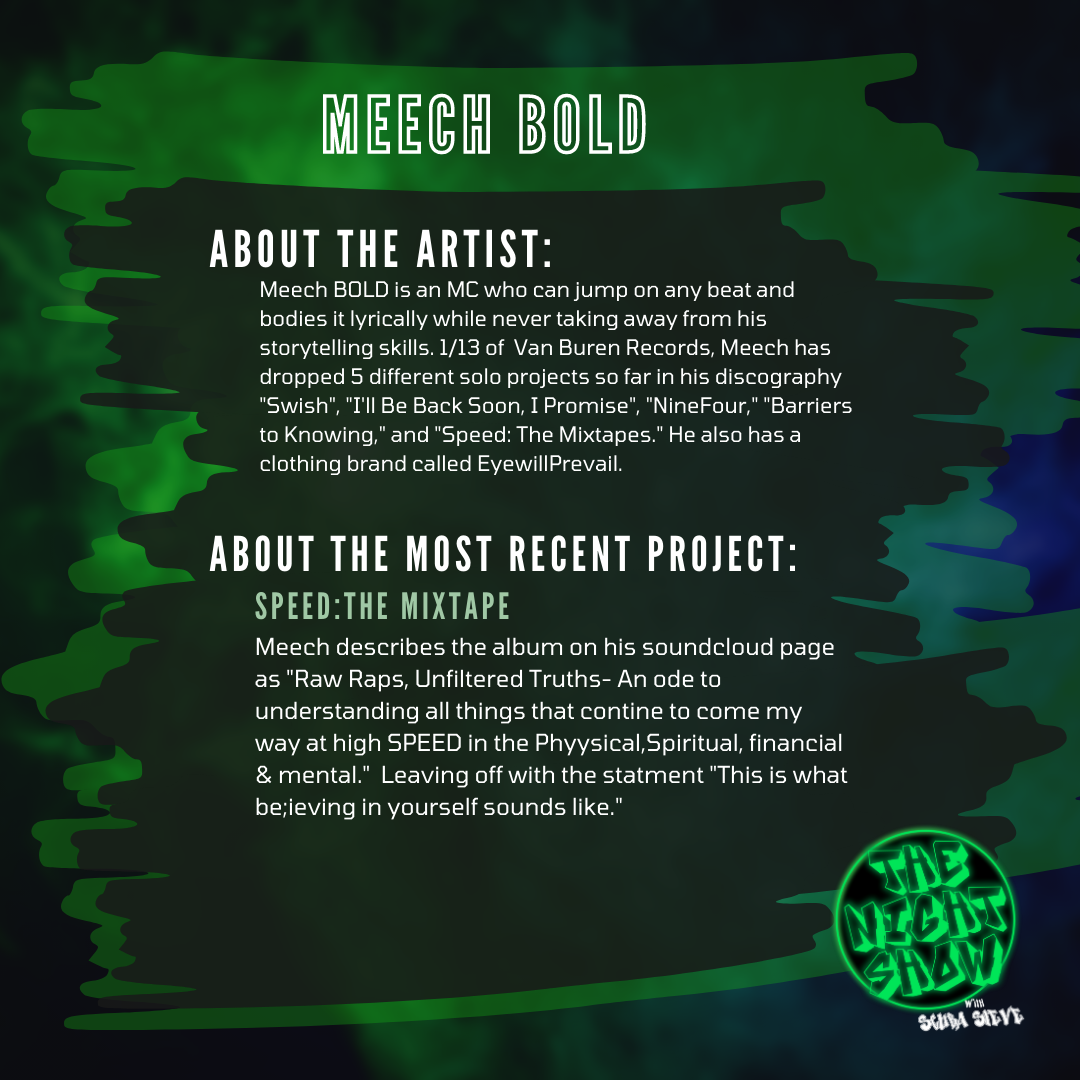 MEECH BOLD
ABOUT THE ARTIST:
Meech BOLD is an MC who can jump on any beat and
bodies it lyrically while never taking away from his
storytelling skills. 1/13 of  Van Buren Records, Meech has
dropped 5 different solo projects so far in his discography
"Swish", "I'll Be Back Soon, I Promise", "NineFour," "Barriers
to Knowing," and "Speed: The Mixtapes." He also has a
clothing brand called EyewillPrevail.
ABOUT THE MOST RECENT PROJECT:
SPEED:THE MIXTAPE
Meech describes the album on his soundcloud page
as "Raw Raps, Unfiltered Truths- An ode to
understanding all things that contine to come my
way at high SPEED in the Phyysical,Spiritual, financial
& mental."  Leaving off with the statment "This is what
be;ieving in yourself sounds like."
THE
NIGHT
SHOW
WITH
SCUBA STEVE